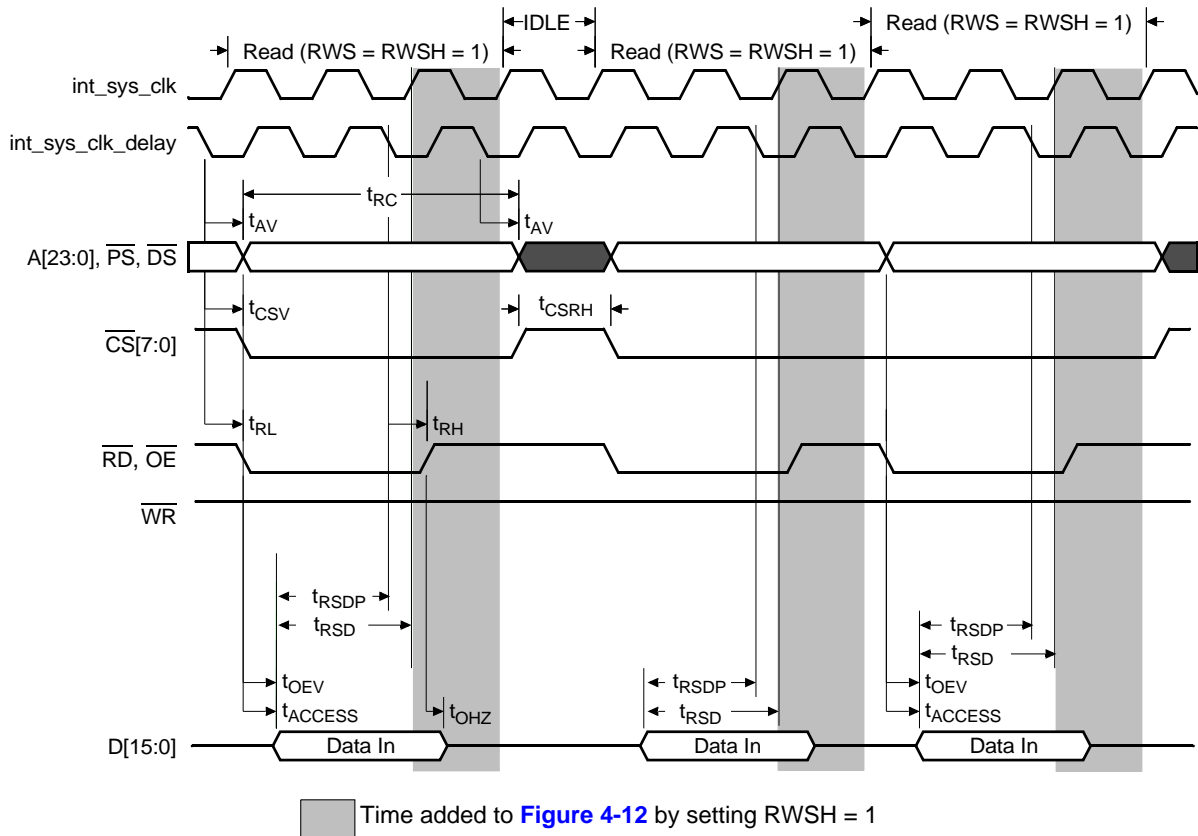 IDLE
Read (RWS = RWSH = 1)
Read (RWS = RWSH = 1)
Read (RWS = RWSH = 1)
int_sys_clk
int_sys_clk_delay
tRC
tAV
tAV
A[23:0], PS, DS
tCSV
tCSRH
CS[7:0]
tRL
tRH
RD, OE
WR
tRSDP
tRSD
tRSDP
tRSD
tOEV
tACCESS
tOHZ
tRSDP
tRSD
tOEV
tACCESS
D[15:0]
Data In
Data In
Data In
Time added to Figure 4-12 by setting RWSH = 1